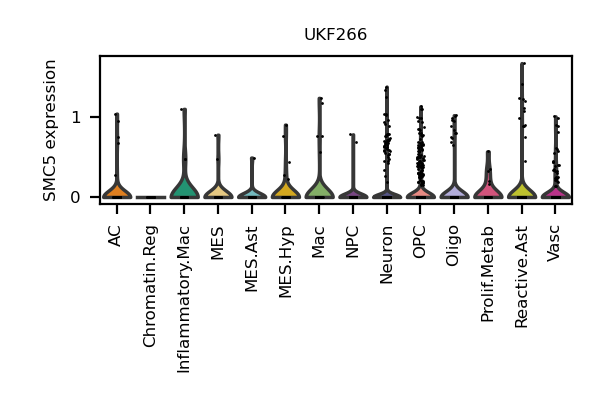 UKF266
SMC5 expression
1
0
AC
Chromatin.Reg
Inflammatory.Mac
MES
MES.Ast
MES.Hyp
Mac
NPC
Neuron
OPC
Oligo
Prolif.Metab
Reactive.Ast
Vasc